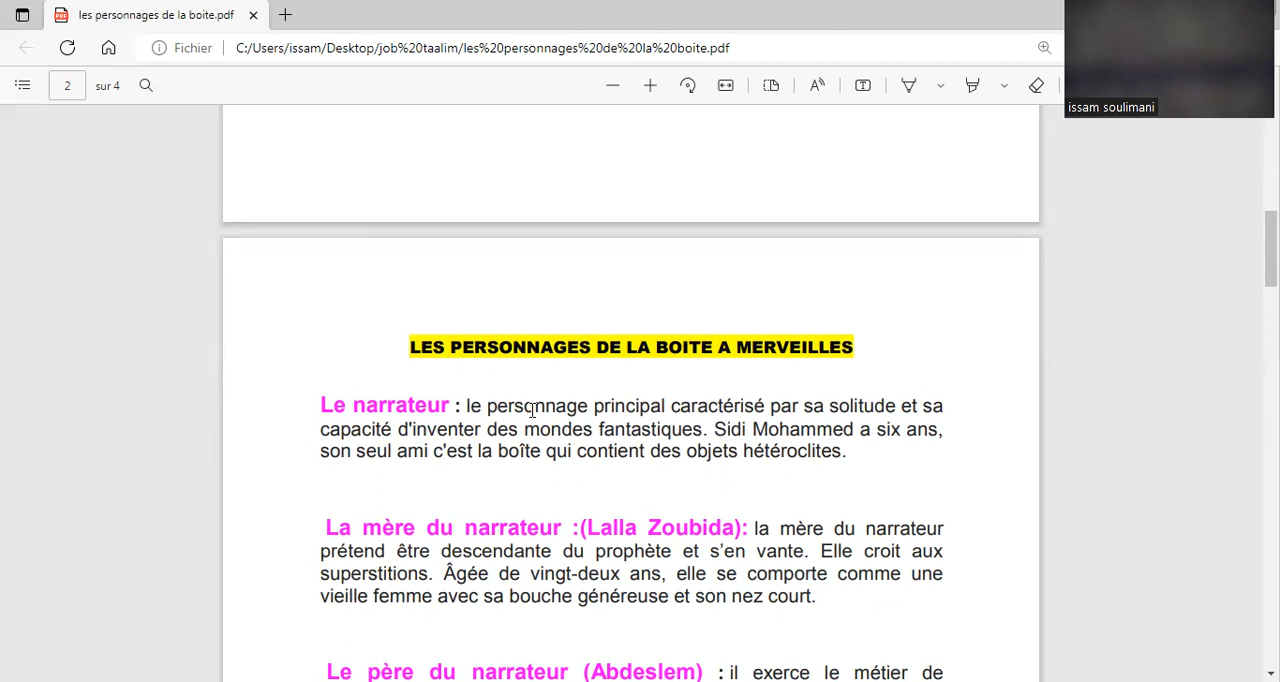 les personnages de la boite.pdf
Fichier
C:/Users/issam/Desktop/job%20taalim/les%20personnages%20de%20la%20boite.pdf
issam soulimani
2 sur 4
LES PERSONNAGES DE LA BOITE A MERVEILLES
Le narrateur : le personnage principal caractérisé par sa solitude et sa
capacité d'inventer des mondes fantastiques. Sidi Mohammed a six ans,
son seul ami c'est la boîte qui contient des objets hétéroclites.
La mère du narrateur :(Lalla Zoubida): la mère du narrateur
prétend être descendante du prophète et s’en vante. Elle croit aux
superstitions. Âgée de vingt-deux ans, elle se comporte comme une
vieille femme avec sa bouche généreuse et son nez court.
Le père du narrateur (Abdeslem) : il exerce le métier de